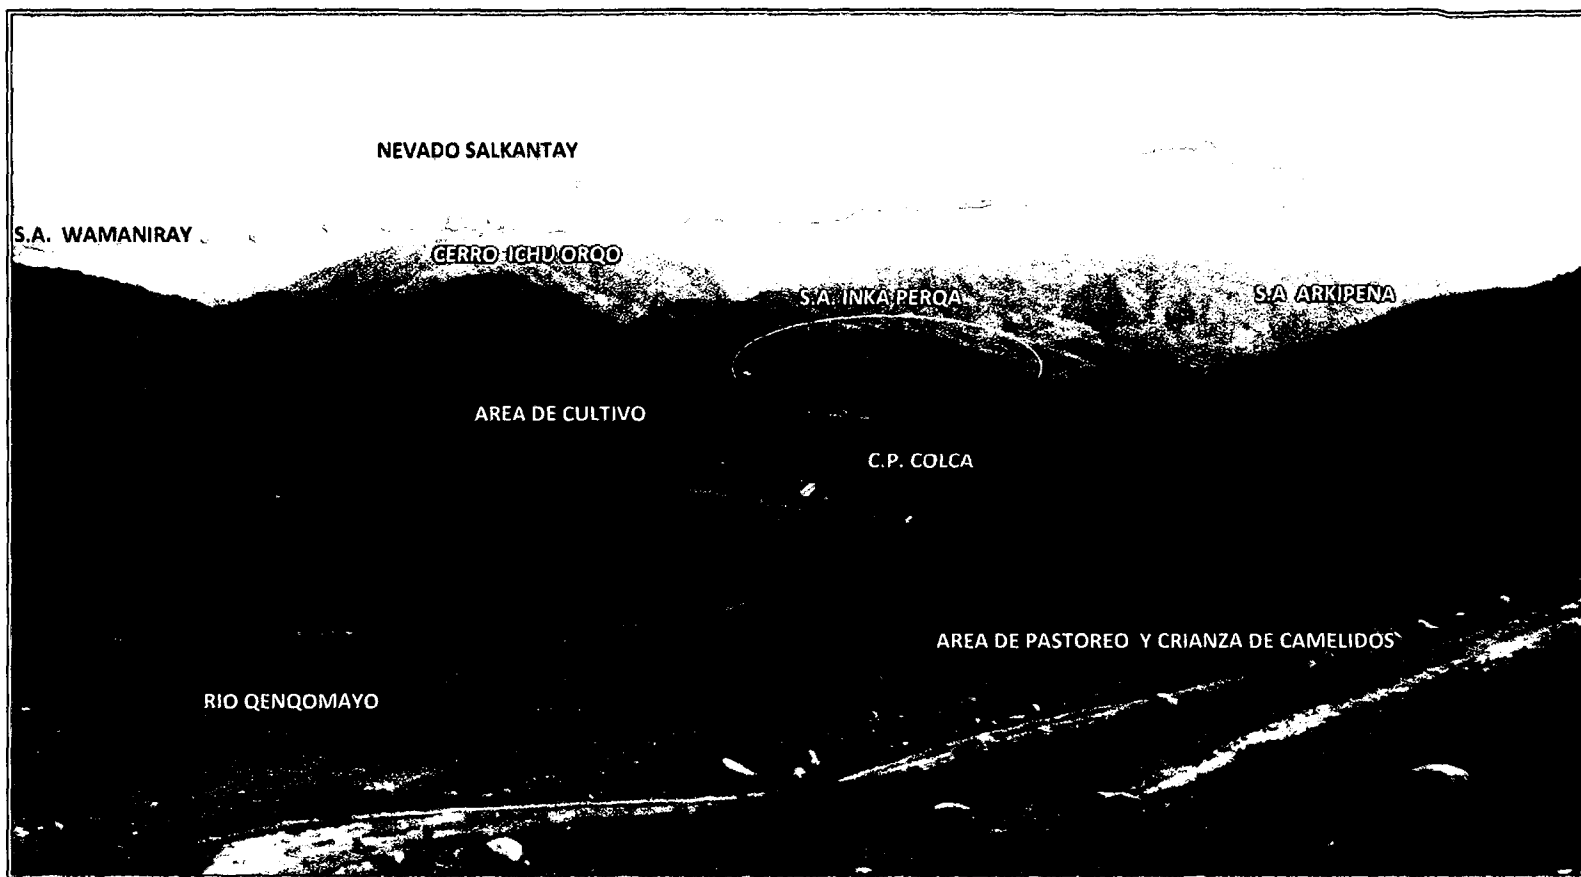 NEVADO SALKANTAY
S.A. WAMANIRAY
CERRO ICHU ORQO
S.A. INKA PERQA
S.A ARKIPEÑA
AREA DE CULTIVO
C.P. COLCA
AREA DE PASTOREO Y CRIANZA DE CAMELIDOS
RIO QENQOMAYO